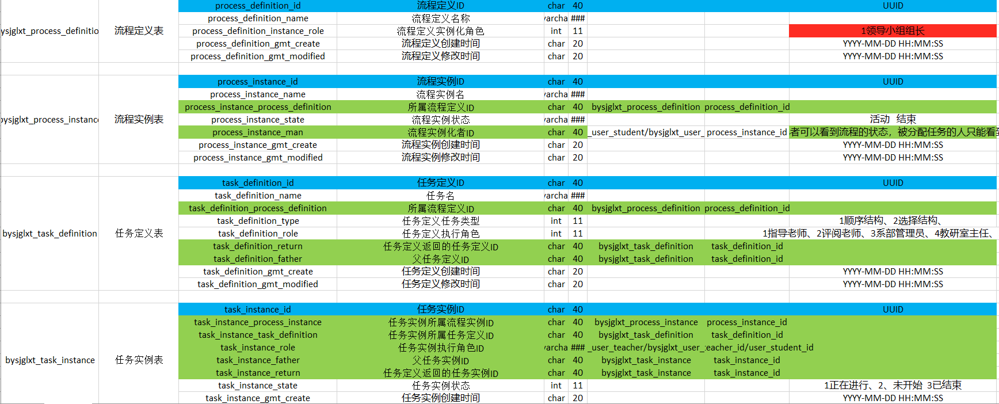 process_definition_id 流程定义ID char 40 UUID
process_definition_name 流程定义名称 varcha ###
ysjglxt_process_definitio 流程定义表 process_definition_instance_role 流程定义实例化角色 int 11 1领导小组组长
process_definition_gmt_create 流程定义创建时间 char 20 YYYY-MM-DD HH:MM:SS
process_definition_gmt_modified 流程定义修改时间 char 20 YYYY-MM-DD HH:MM:SS
process_instance_id 流程实例ID char 40 UUID
process_instance_name 流程实例名 varcha ###
process_instance_process_definition 所属流程定义ID char 40 bysjglxt_process_definition process_definition_id
bysjglxt_process_instanc 流程实例表 process_instance_state 流程实例状态 varcha ### 活动 结束
process_instance_man 流程实例化者ID char 40 _user_student/bysjglxt_user_ process_instance_id 者可以看到流程的状态，被分配任务的人只能看到
process_instance_gmt_create 流程实例创建时间 char 20 YYYY-MM-DD HH:MM:SS
process_instance_gmt_modified 流程实例修改时间 char 20 YYYY-MM-DD HH:MM:SS
task_definition_id 任务定义ID char 40 UUID
task_definition_name 任务名 varcha ###
task_definition_process_definition 所属流程定义ID char 40 bysjglxt_process_definition process_definition_id
task_definition_type 任务定义任务类型 int 11 1顺序结构、2选择结构、
bysjglxt_task_definition 任务定义表 task_definition_role 任务定义执行角色 int 11 1指导老师、2评阅老师、3系部管理员、4教研室主任、
task_definition_return 任务定义返回的任务定义ID char 40 bysjglxt_task_definition task_definition_id
task_definition_father 父任务定义ID char 40 bysjglxt_task_definition task_definition_id
task_definition_gmt_create 任务定义创建时间 char 20 YYYY-MM-DD HH:MM:SS
task_definition_gmt_modified 任务定义修改时间 char 20 YYYY-MM-DD HH:MM:SS
task_instance_id 任务实例ID char 40 UUID
task_instance_process_instance 任务实例所属流程实例ID char 40 bysjglxt_process_instance process_instance_id
task_instance_task_definition 任务实例所属任务定义ID char 40 bysjglxt_task_definition task_definition_id
task_instance_role 任务实例执行角色ID varcha ### _user_teacher/bysjglxt_user_ eacher_id/user_student_id
bysjglxt_task_instance 任务实例表 task_instance_father 父任务实例ID char 40 bysjglxt_task_instance task_instance_id
task_instance_return 任务定义返回的任务实例ID char 40 bysjglxt_task_instance task_instance_id
task_instance_state 任务实例状态 int 11 1正在进行、2、未开始 3已结束
task_instance_gmt_create 任务实例创建时间 char 20 YYYY-MM-DD HH:MM:SS